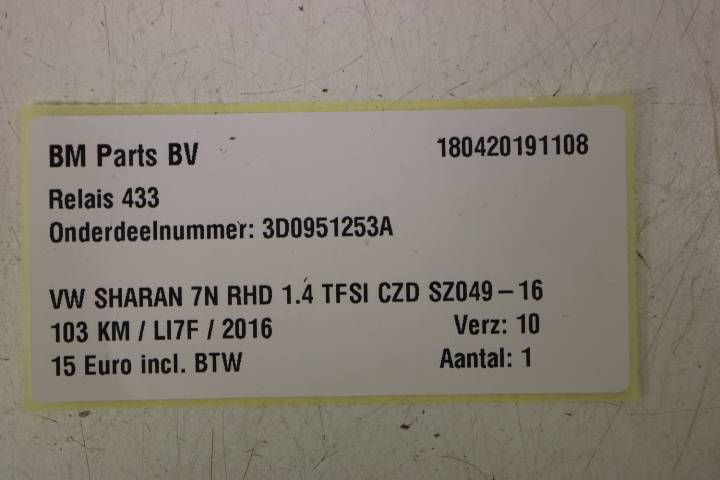 BM Parts BV 180420191108
Relais 433
Onderdeelnummer: 3D0951253A
VW SHARAN 7N RHD 1.4 TFSI CZD SZ049-16
103 KM / LI7F / 2016 Verz: 10
15 Euro incl. BTW Aantal: 1